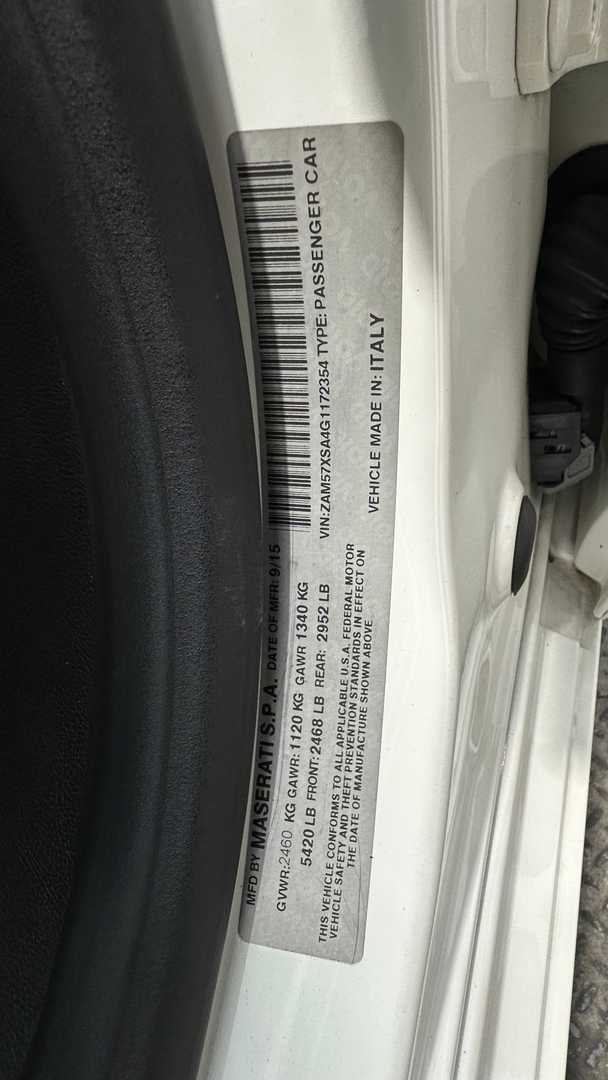 MFD BY MASERATI S.P.A. DATE OF MFR: 9/15
GVWR:2460 KG GAWR: 1120 KG GAWR 1340 KG
5420 LB FRONT: 2468 LB REAR: 2952 LB
THIS VEHICLE CONFORMS TO ALL APPLICABLE U.S.A. FEDERAL MOTOR
VEHICLE SAFETY AND THEFT PREVENTION STANDARDS IN EFFECT ON
THE DATE OF MANUFACTURE SHOWN ABOVE
VIN:ZAM57XSA4G1172354 TYPE: PASSENGER CAR
VEHICLE MADE IN: ITALY